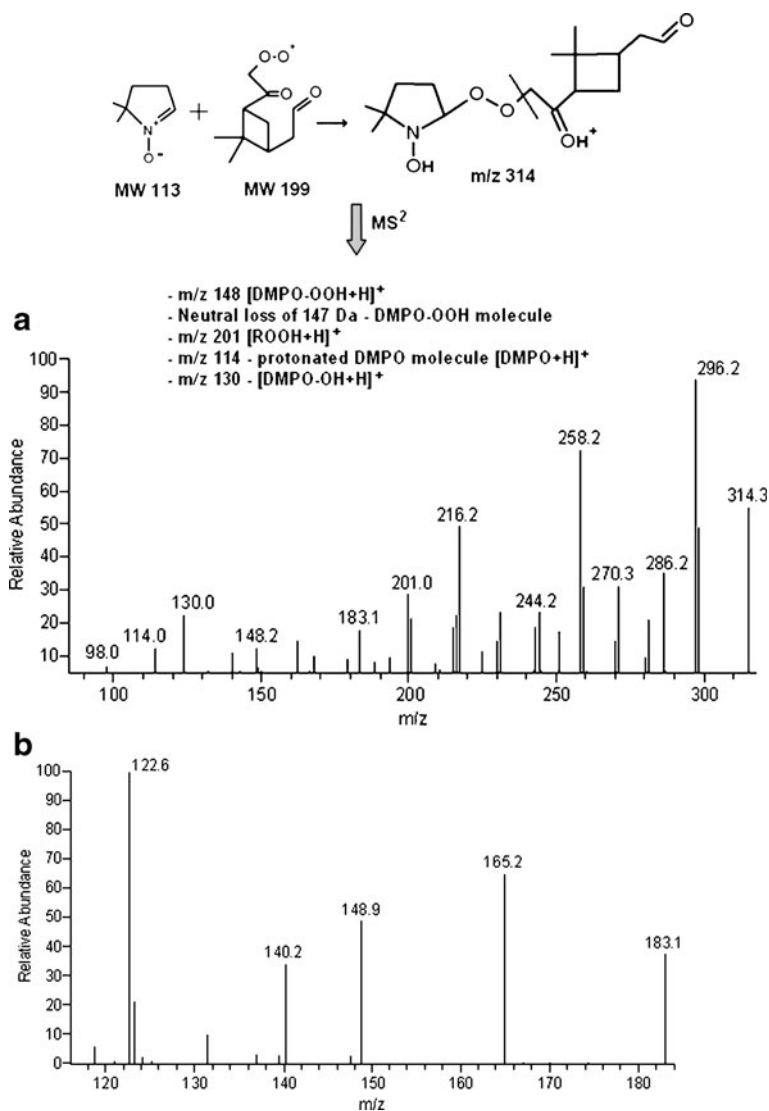 O
O-O•
O
O
+
N+
O-
→
O
O
N
OH
O
OH+
MW 113
MW 199
m/z 314
MS2
- m/z 148 [DMPO-OOH+H]+
- Neutral loss of 147 Da - DMPO-OOH molecule
- m/z 201 [ROOH+H]+
- m/z 114 - protonated DMPO molecule [DMPO+H]+
- m/z 130 - [DMPO-OH+H]+
a
Relative Abundance
100
90
80
70
60
50
40
30
20
10
98.0
114.0
130.0
148.2
183.1
201.0
216.2
244.2
258.2
270.3
286.2
296.2
314.3
100 150 200 250 300
m/z
b
Relative Abundance
100
90
80
70
60
50
40
30
20
10
0
122.6
140.2
148.9
165.2
183.1
120 130 140 150 160 170 180
m/z